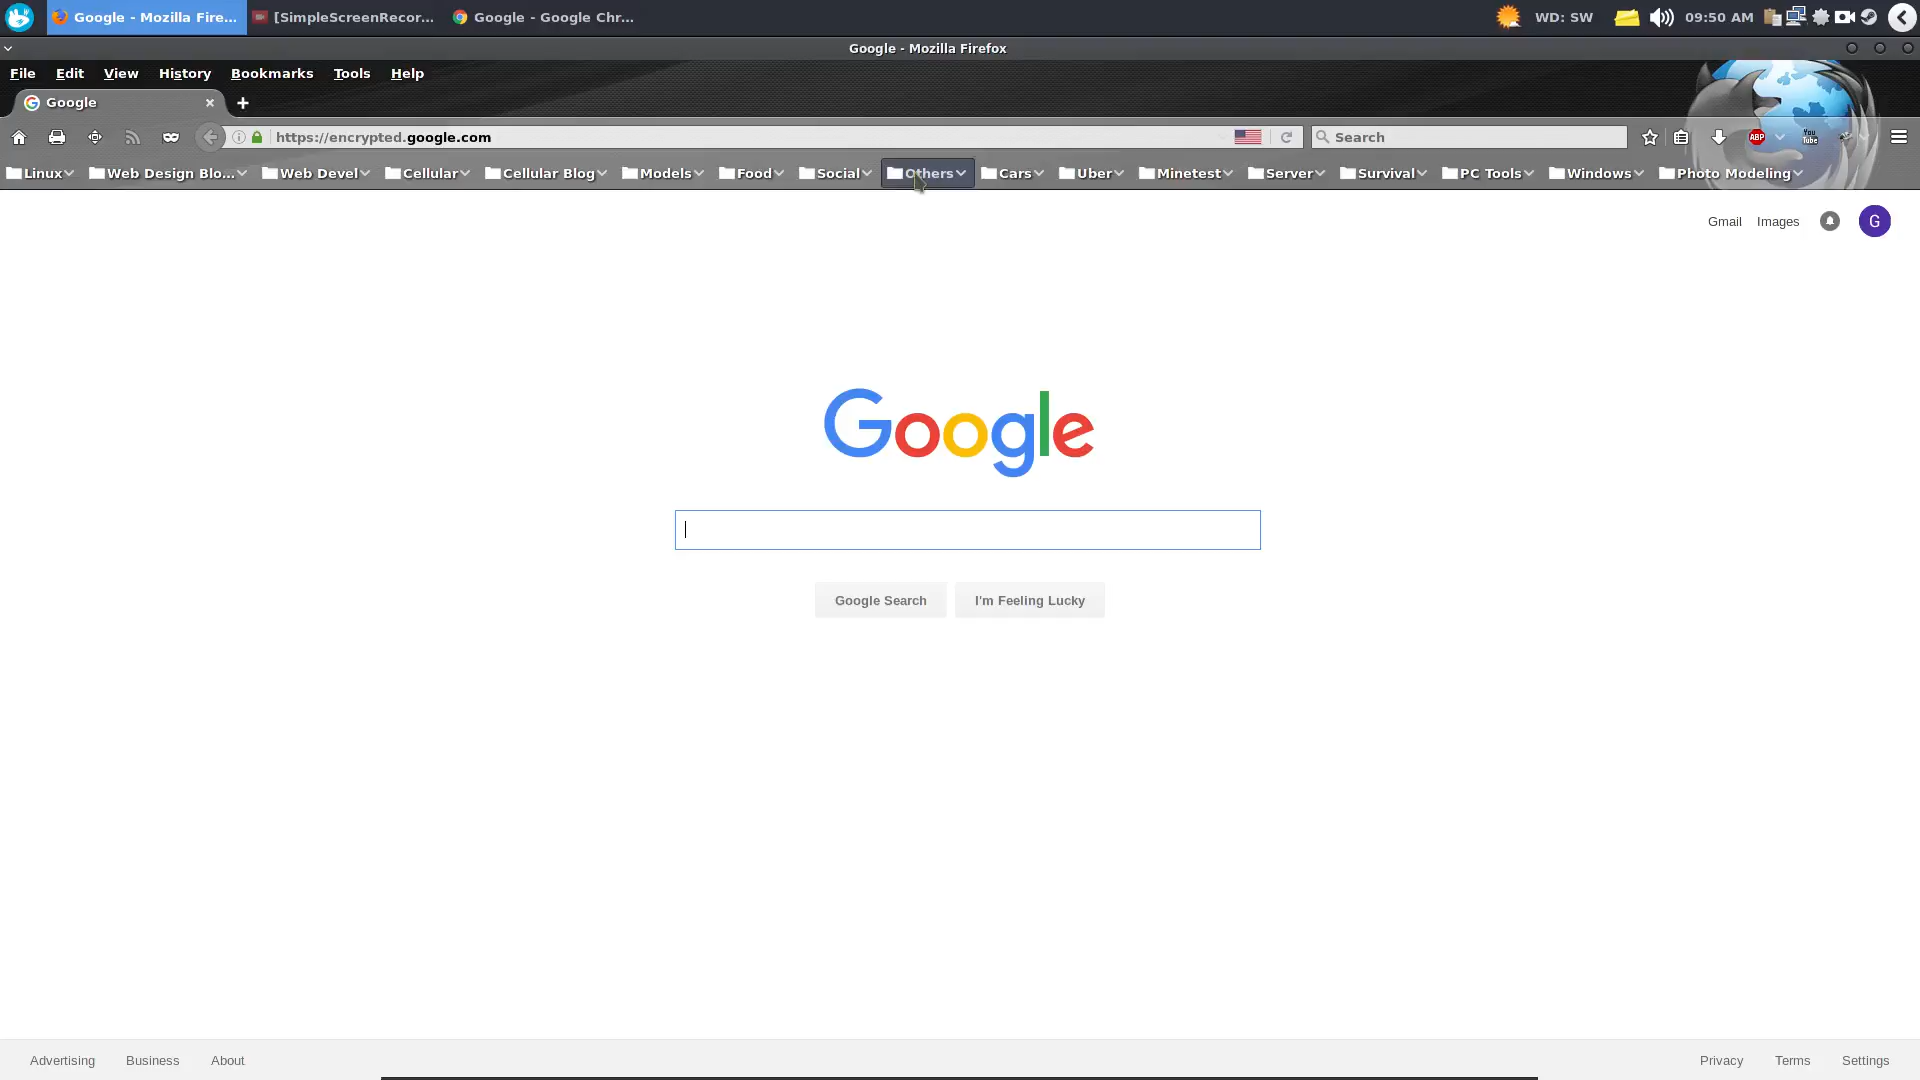 Google - Mozilla Fire... [SimpleScreenRecor... Google - Google Chr... WD: SW 09:50 AM
Google - Mozilla Firefox
File Edit View History Bookmarks Tools Help
Google
https://encrypted.google.com Search ABP You Tube
Linux Web Design Blo... Web Devel Cellular Cellular Blog Models Food Social Others Cars Uber Minetest Server Survival PC Tools Windows Photo Modeling
Gmail Images G
Google
Google Search I'm Feeling Lucky
Advertising Business About Privacy Terms Settings